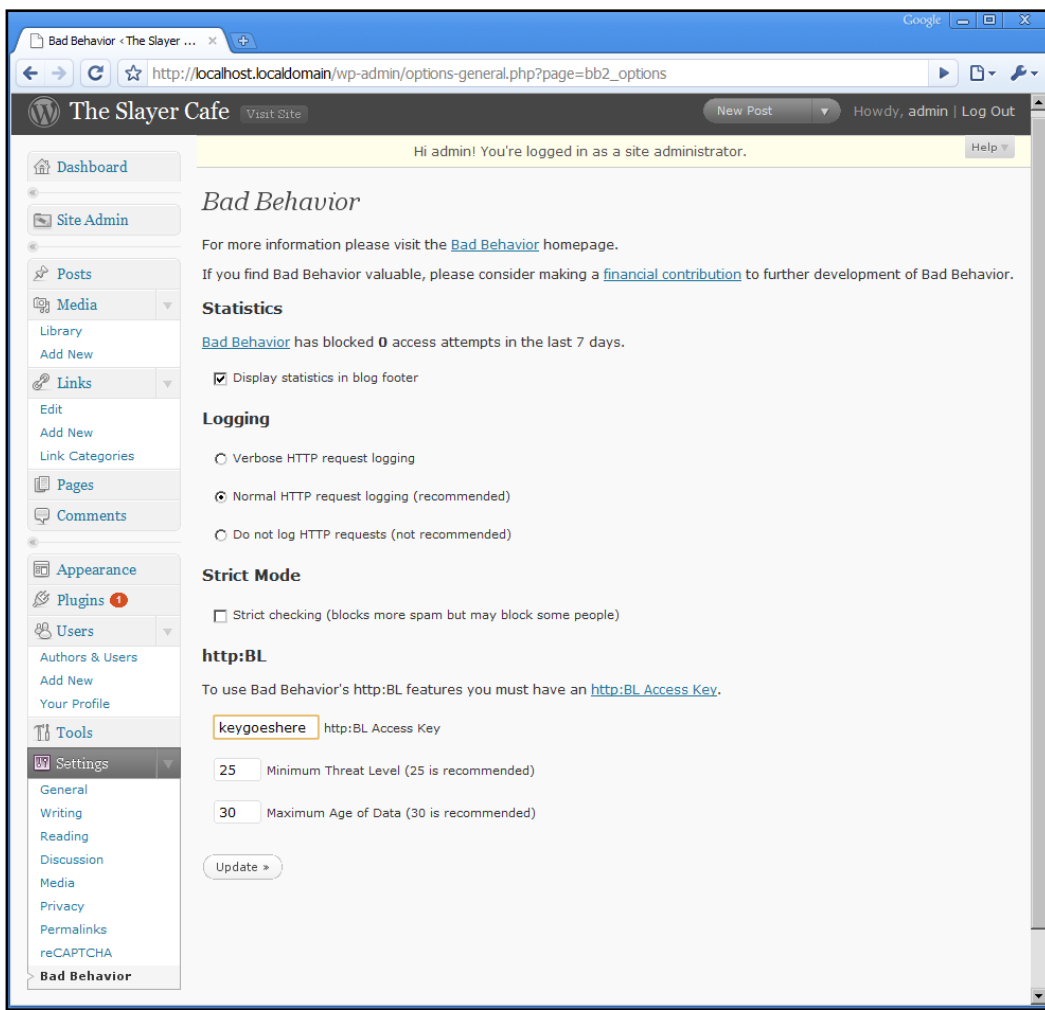 Google
Bad Behavior < The Slayer ...
http://localhost.localdomain/wp-admin/options-general.php?page=bb2_options
The Slayer Cafe Visit Site New Post Howdy, admin | Log Out
Hi admin! You're logged in as a site administrator. Help
Dashboard
Site Admin
Posts
Media
Library
Add New
Links
Edit
Add New
Link Categories
Pages
Comments
Appearance
Plugins 1
Users
Authors & Users
Add New
Your Profile
Tools
Settings
General
Writing
Reading
Discussion
Media
Privacy
Permalinks
reCAPTCHA
Bad Behavior
Bad Behavior
For more information please visit the Bad Behavior homepage.
If you find Bad Behavior valuable, please consider making a financial contribution to further development of Bad Behavior.
Statistics
Bad Behavior has blocked 0 access attempts in the last 7 days.
Display statistics in blog footer
Logging
Verbose HTTP request logging
Normal HTTP request logging (recommended)
Do not log HTTP requests (not recommended)
Strict Mode
Strict checking (blocks more spam but may block some people)
http:BL
To use Bad Behavior's http:BL features you must have an http:BL Access Key.
keygoeshere http:BL Access Key
25 Minimum Threat Level (25 is recommended)
30 Maximum Age of Data (30 is recommended)
Update »